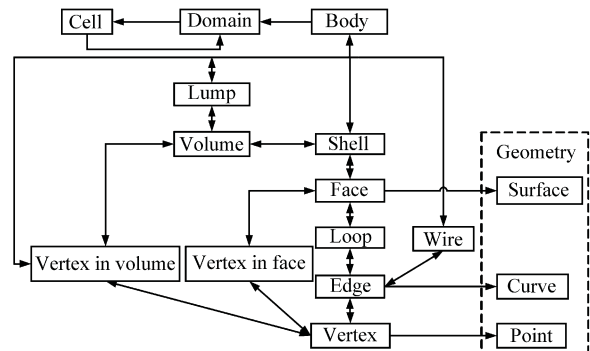 Cell
Domain
Body
Lump
Volume
Shell
Geometry
Face
Surface
Loop
Wire
Vertex in volume
Vertex in face
Edge
Curve
Vertex
Point